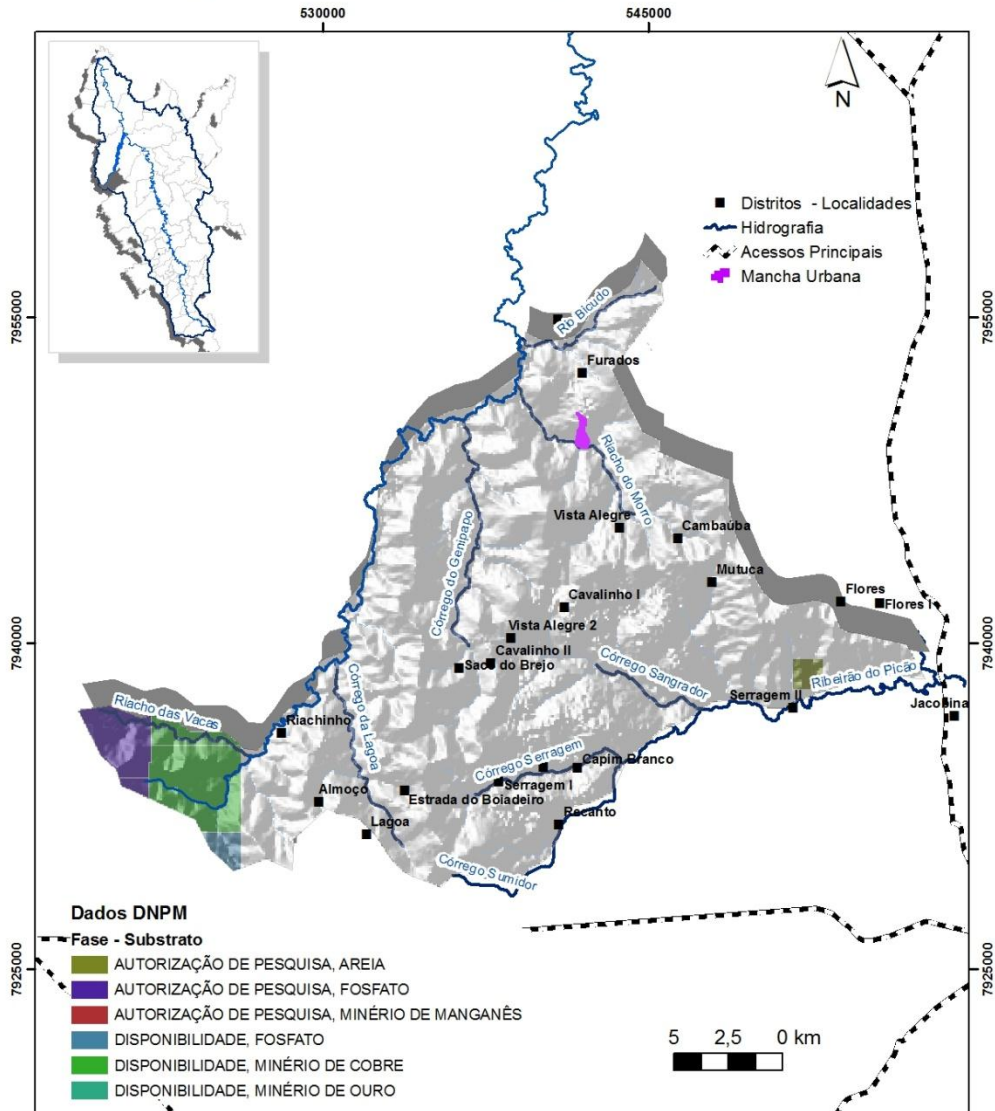 530000
545000
N
Distritos - Localidades
Hidrografia
Acessos Principais
Mancha Urbana
7955000
7955000
Rio Bicudo
Furados
Riacho do Morro
Vista Alegre
Cambaúba
Córrego do Genipapo
Mutuca
Cavalinho I
Flores
Flores I
Vista Alegre 2
7940000
7940000
Cavalinho II
Saco do Brejo
Córrego Sangrador
Ribeirão do Picão
Serragem II
Jacobina
Riacho das Vacas
Riachinho
Córrego da Lagoa
Córrego Serragem
Capim Branco
Serragem I
Almoço
Estrada do Boiadeiro
Lagoa
Recanto
Córrego Sumidor
Dados DNPM
Fase - Substrato
7925000
7925000
AUTORIZAÇÃO DE PESQUISA, AREIA
AUTORIZAÇÃO DE PESQUISA, FOSFATO
AUTORIZAÇÃO DE PESQUISA, MINÉRIO DE MANGANÊS
DISPONIBILIDADE, FOSFATO
DISPONIBILIDADE, MINÉRIO DE COBRE
DISPONIBILIDADE, MINÉRIO DE OURO
5 2,5 0 km